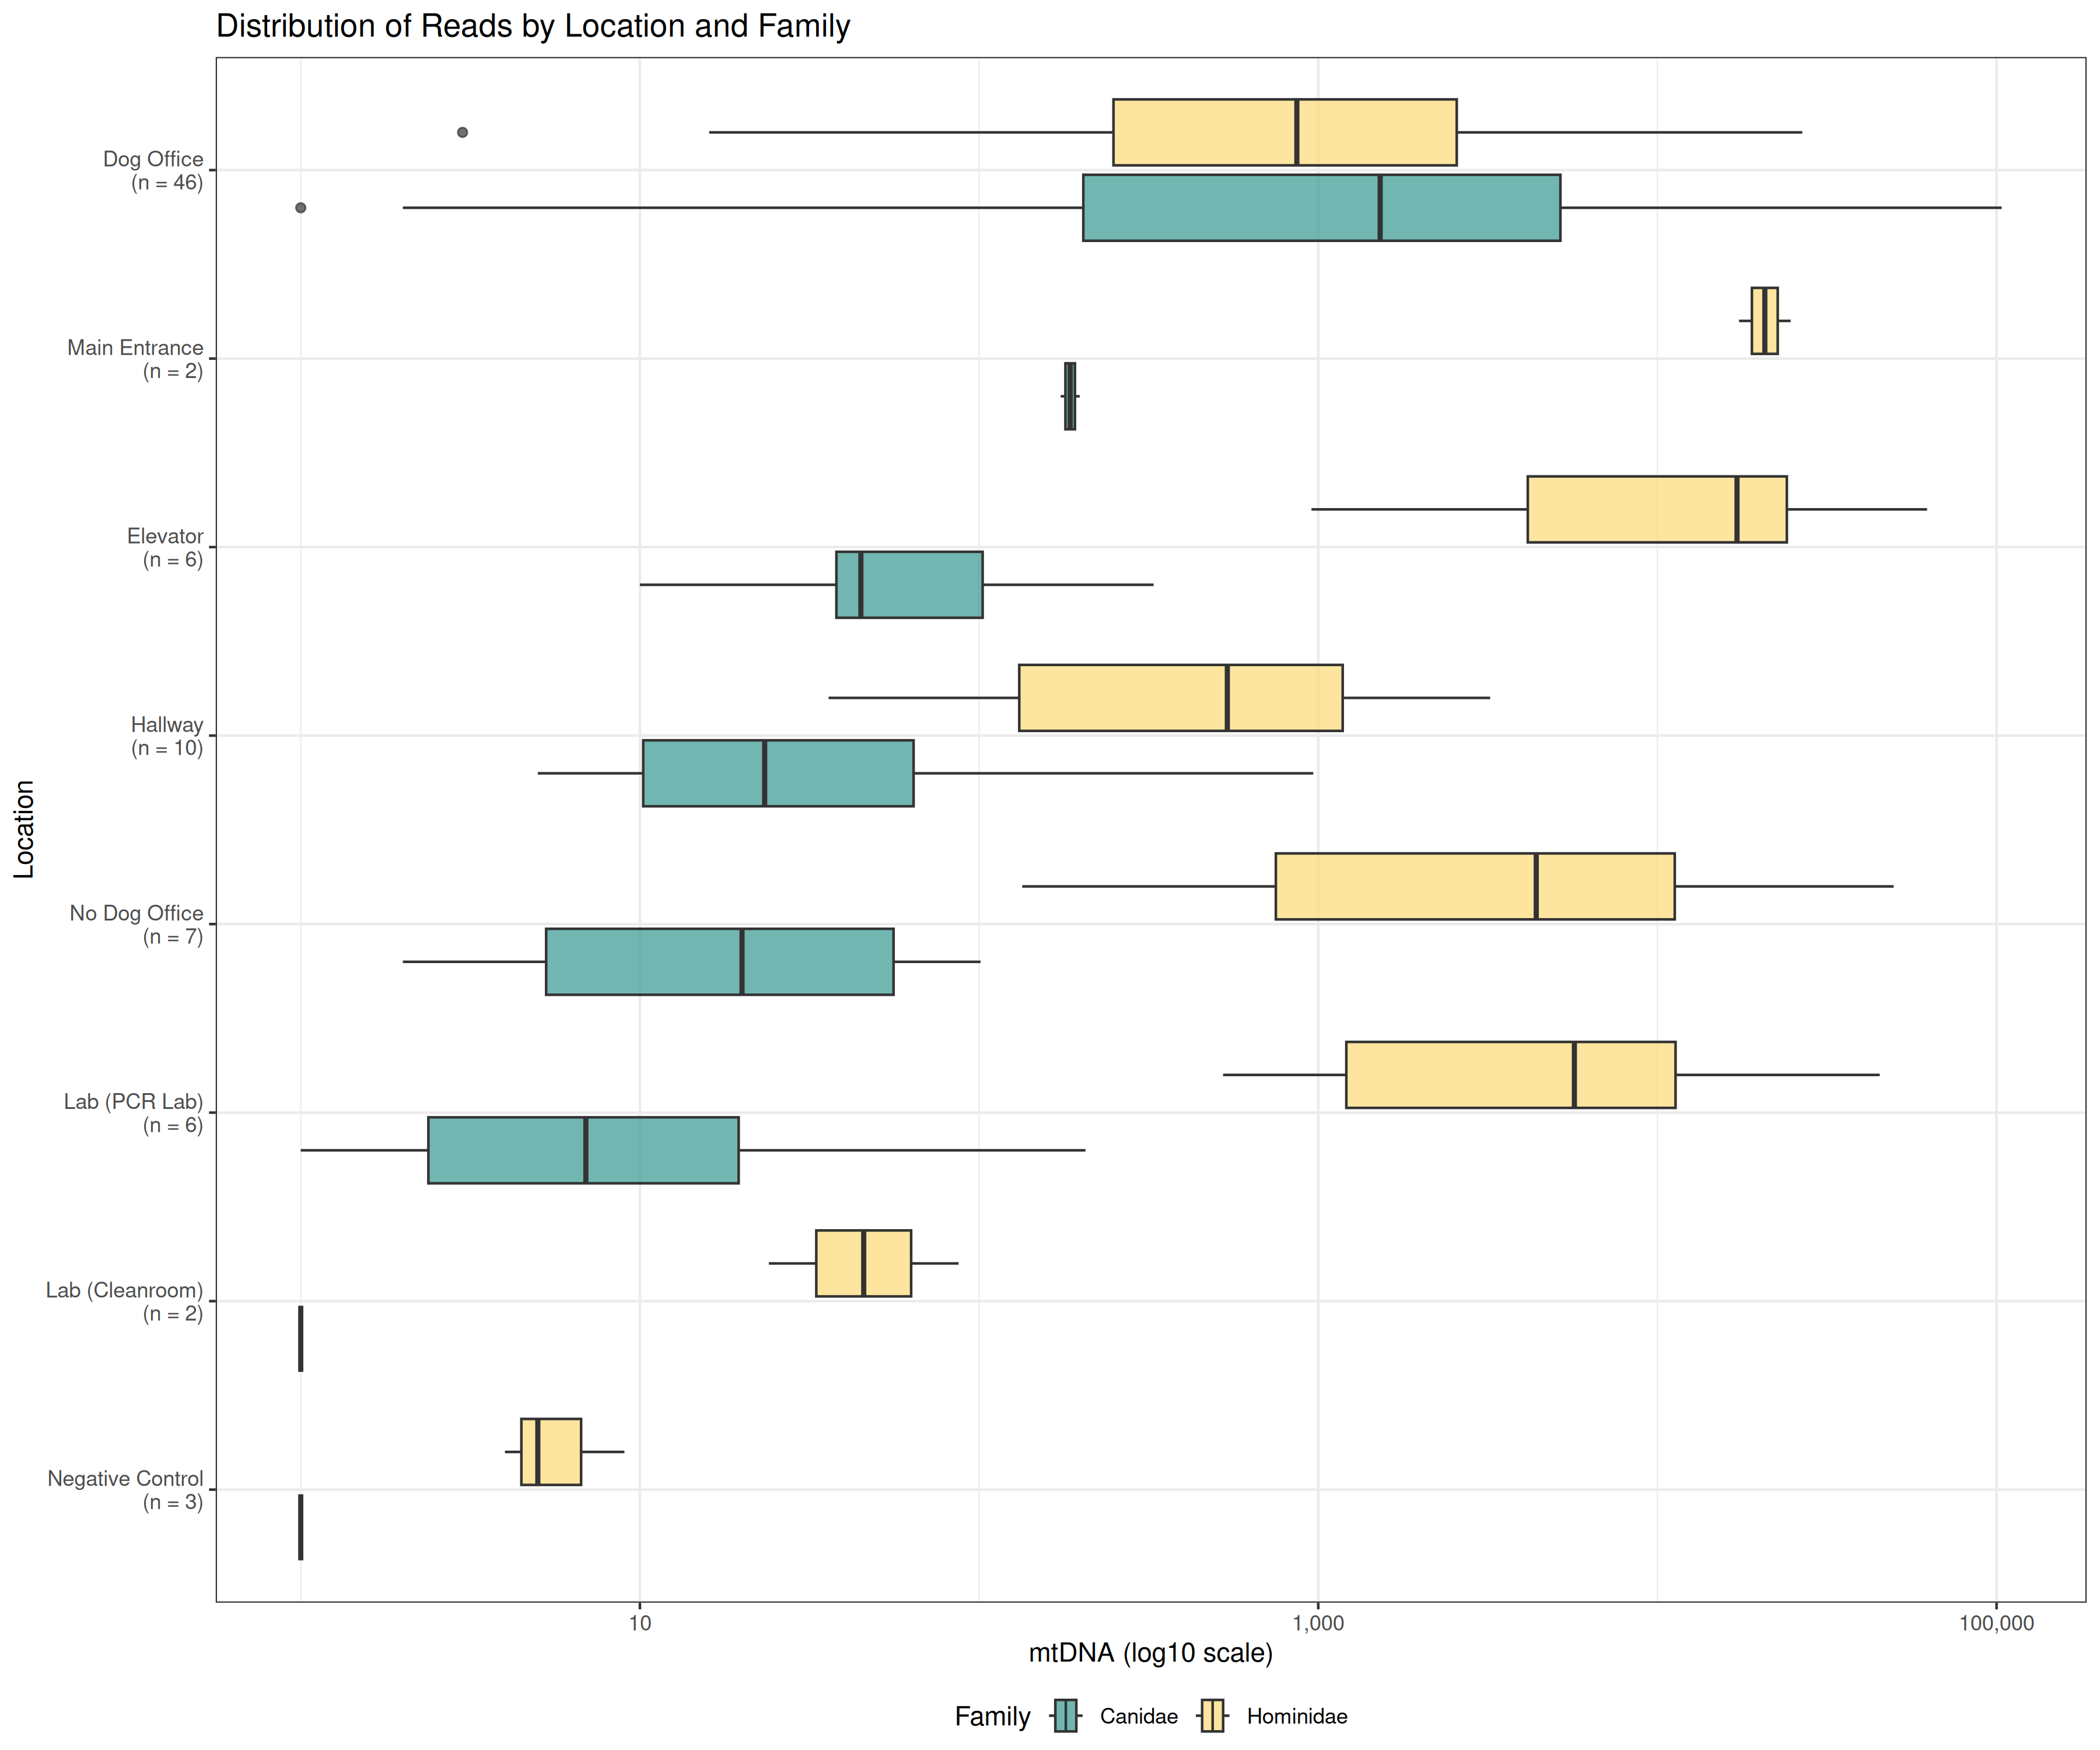 Distribution of Reads by Location and Family
Dog Office
(n = 46)
Main Entrance
(n = 2)
Elevator
(n = 6)
Hallway
(n = 10)
No Dog Office
(n = 7)
Lab (PCR Lab)
(n = 6)
Lab (Cleanroom)
(n = 2)
Negative Control
(n = 3)
Location
10
1,000
100,000
mtDNA (log10 scale)
Family
Canidae
Hominidae